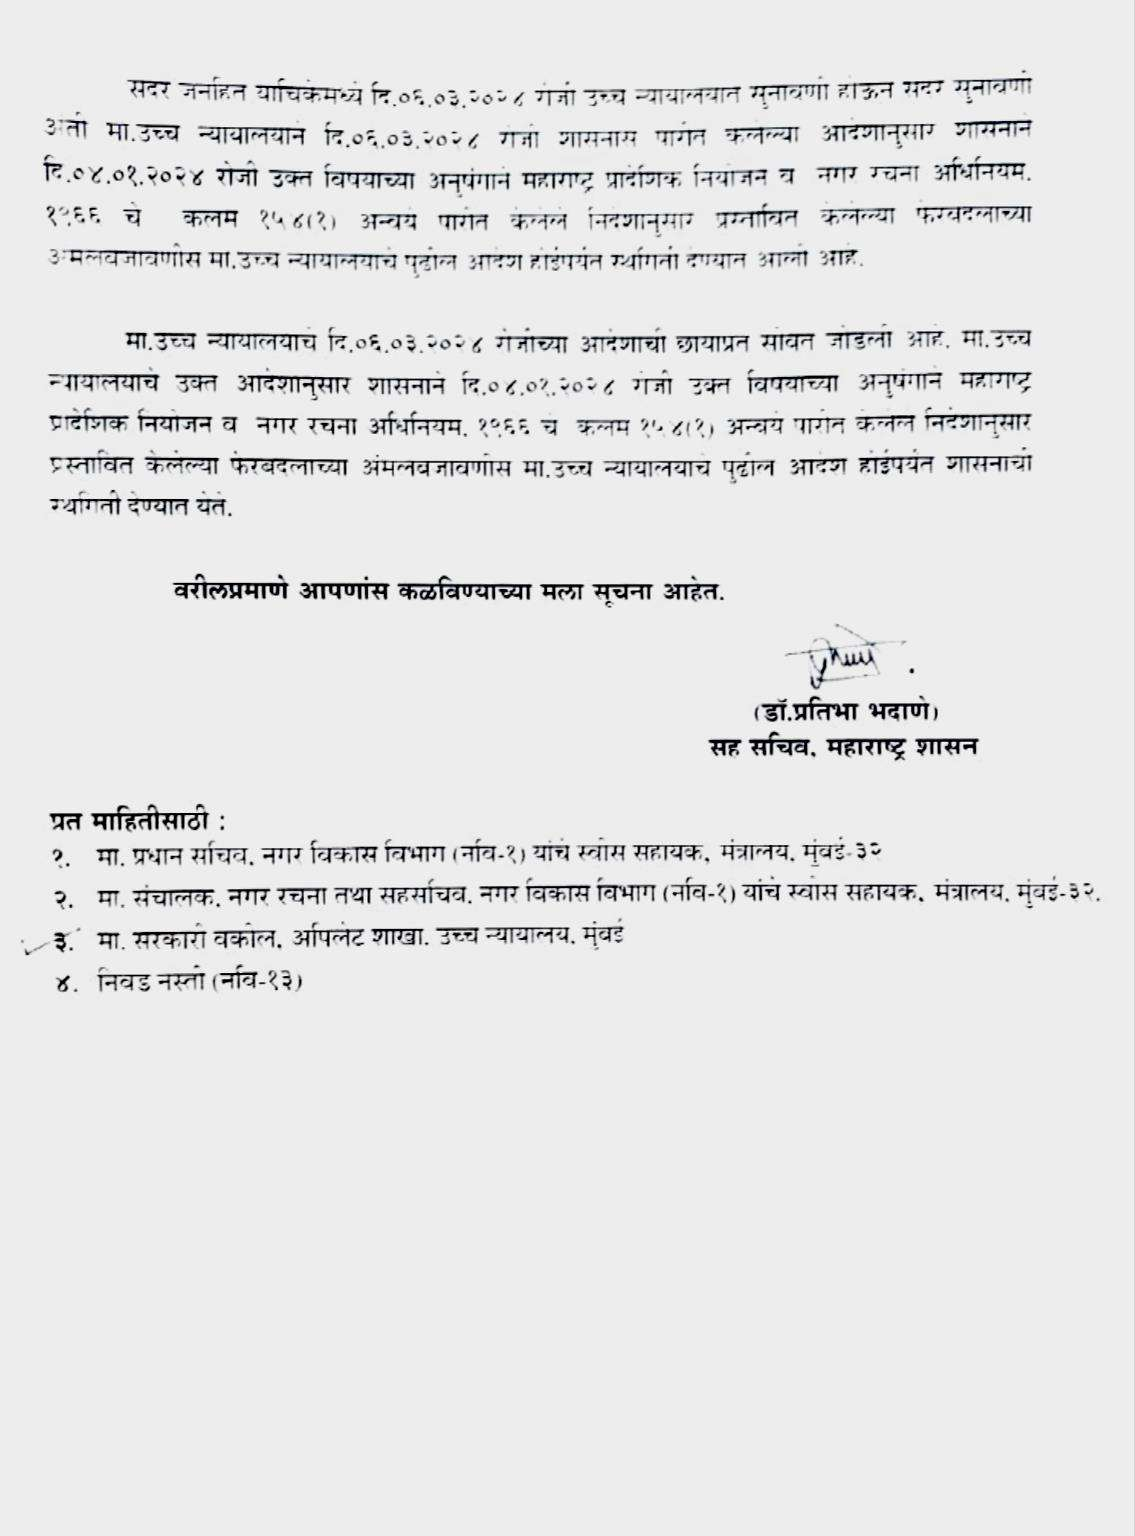 सदर जनहित याचिकेमध्ये दि.०६.०३.२०२४ रोजी उच्च न्यायालयात सुनावणी होऊन सदर सुनावणी
अंती मा.उच्च न्यायालयाने दि.०६.०३.२०२४ रोजी शासनास पारीत केलेल्या आदेशानुसार शासनाने
दि.०४.०१.२०२४ रोजी उक्त विषयाच्या अनुषंगाने महाराष्ट्र प्रादेशिक नियोजन व नगर रचना अधिनियम,
१९६६ चे कलम १५४(१) अन्वये पारीत केलेले निदेशानुसार प्रस्तावित केलेल्या फेरबदलाच्या
अंमलबजावणीस मा.उच्च न्यायालयाचे पुढील आदेश होईपर्यंत स्थगिती देण्यात आली आहे.
मा.उच्च न्यायालयाचे दि.०६.०३.२०२४ रोजीच्या आदेशाची छायाप्रत सोबत जोडली आहे. मा.उच्च
न्यायालयाचे उक्त आदेशानुसार शासनाने दि.०४.०१.२०२४ रोजी उक्त विषयाच्या अनुषंगाने महाराष्ट्र
प्रादेशिक नियोजन व नगर रचना अधिनियम, १९६६ चे कलम १५४(१) अन्वये पारीत केलेले निदेशानुसार
प्रस्तावित केलेल्या फेरबदलाच्या अंमलबजावणीस मा.उच्च न्यायालयाचे पुढील आदेश होईपर्यंत शासनाची
स्थगिती देण्यात येते.
वरीलप्रमाणे आपणांस कळविण्याच्या मला सूचना आहेत.
(डॉ.प्रतिभा भदाणे)
सह सचिव, महाराष्ट्र शासन
प्रत माहितीसाठी :
१. मा. प्रधान सचिव, नगर विकास विभाग (नवि-१) यांचे स्वीय सहायक, मंत्रालय, मुंबई-३२
२. मा. संचालक, नगर रचना तथा सहसचिव, नगर विकास विभाग (नवि-१) यांचे स्वीय सहायक, मंत्रालय, मुंबई-३२.
३. मा. सरकारी वकील, अपिलेट शाखा, उच्च न्यायालय, मुंबई
४. निवड नस्ती (नवि-१३)